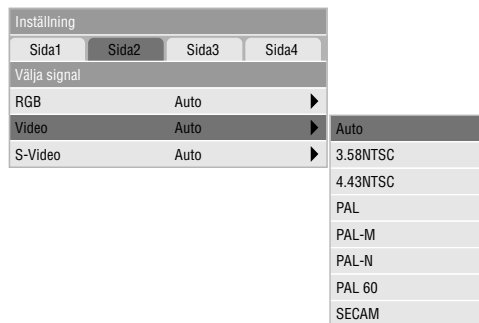 Inställning
Sida1 Sida2 Sida3 Sida4
Välja signal
RGB Auto
Video Auto
S-Video Auto
Auto
3.58NTSC
4.43NTSC
PAL
PAL-M
PAL-N
PAL 60
SECAM